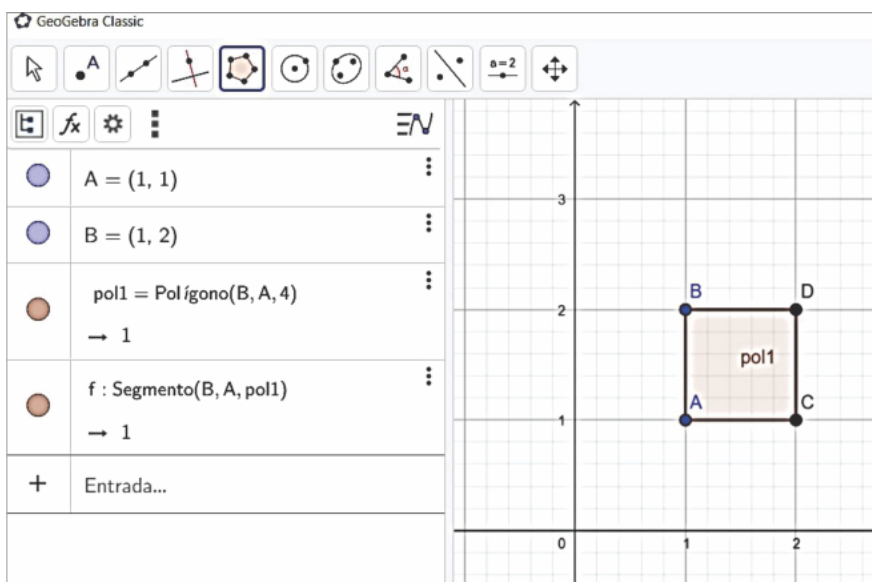 GeoGebra Classic
A
α
a=2
fx
A = (1, 1)
B = (1, 2)
pol1 = Polígono(B, A, 4)
→ 1
f : Segmento(B, A, pol1)
→ 1
+ Entrada...
3
B D
2
pol1
A C
1
0 1 2